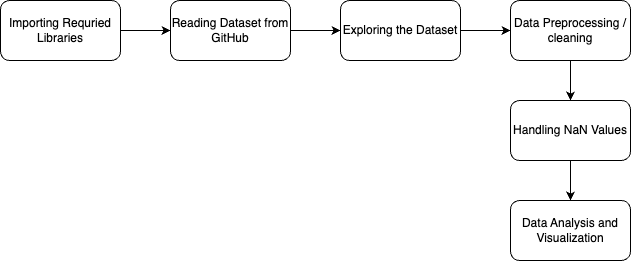 Importing Requried
Libraries
Reading Dataset from
GitHub
Exploring the Dataset
Data Preprocessing /
cleaning
Handling NaN Values
Data Analysis and
Visualization